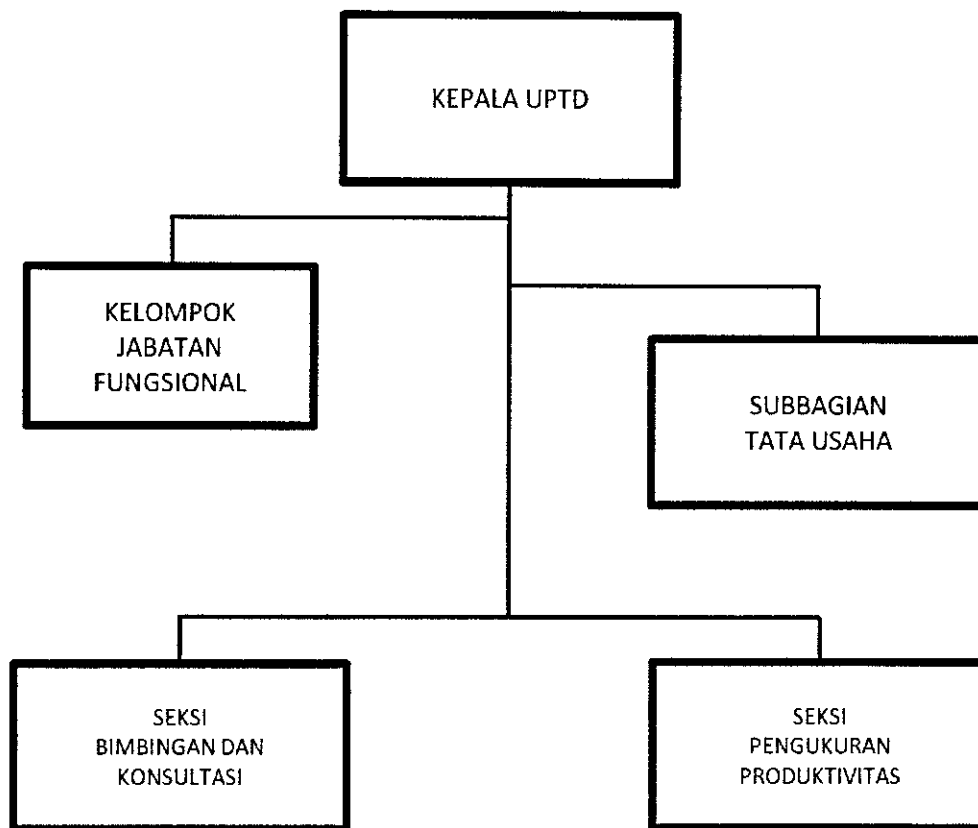 KEPALA UPTD
KELOMPOK
JABATAN
FUNGSIONAL
SUBBAGIAN
TATA USAHA
SEKSI
BIMBINGAN DAN
KONSULTASI
SEKSI
PENGUKURAN
PRODUKTIVITAS